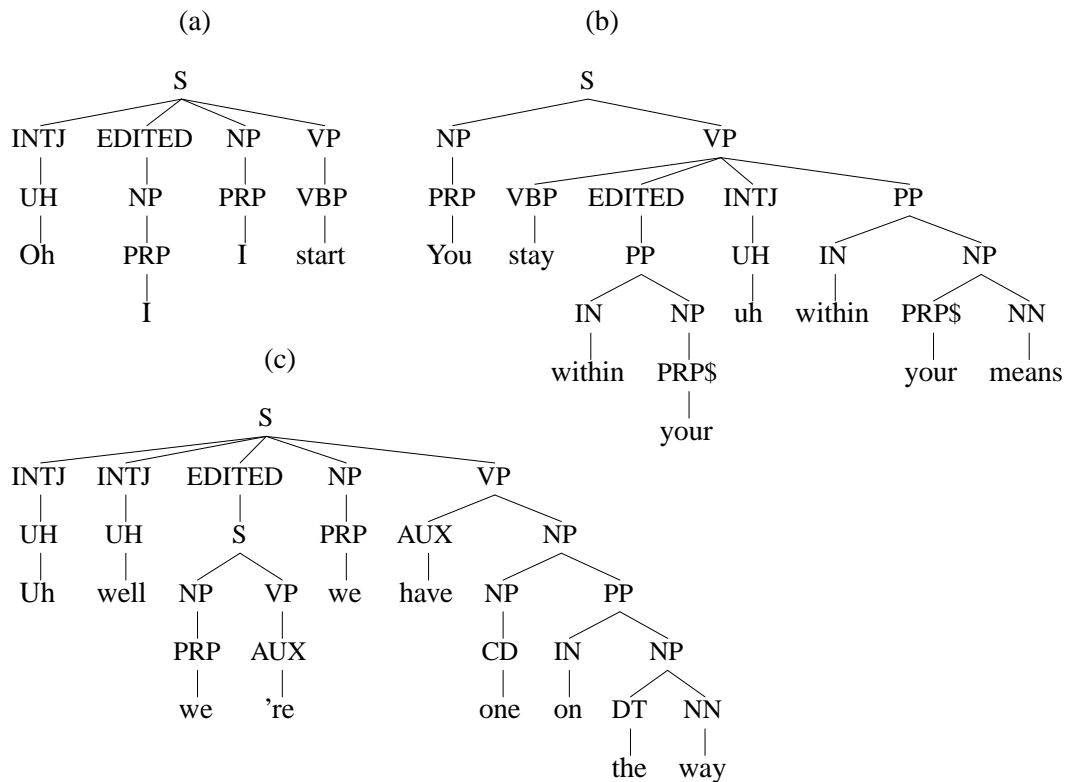 (a) (b)
S S
INTJ EDITED NP VP NP VP
UH NP PRP VBP PRP VBP EDITED INTJ PP
Oh PRP I start You stay PP UH IN NP
I IN NP uh within PRP$ NN
(c) within PRP$ your means
S your
INTJ INTJ EDITED NP VP
UH UH S PRP AUX NP
Uh well NP VP we have NP PP
PRP AUX CD IN NP
we 're one on DT NN
the way